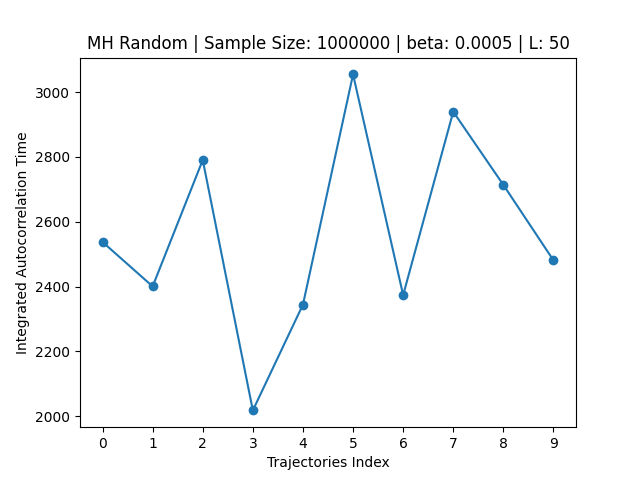 MH Random | Sample Size: 1000000 | beta: 0.0005 | L: 50
Integrated Autocorrelation Time
3000
2800
2600
2400
2200
2000
0 1 2 3 4 5 6 7 8 9
Trajectories Index